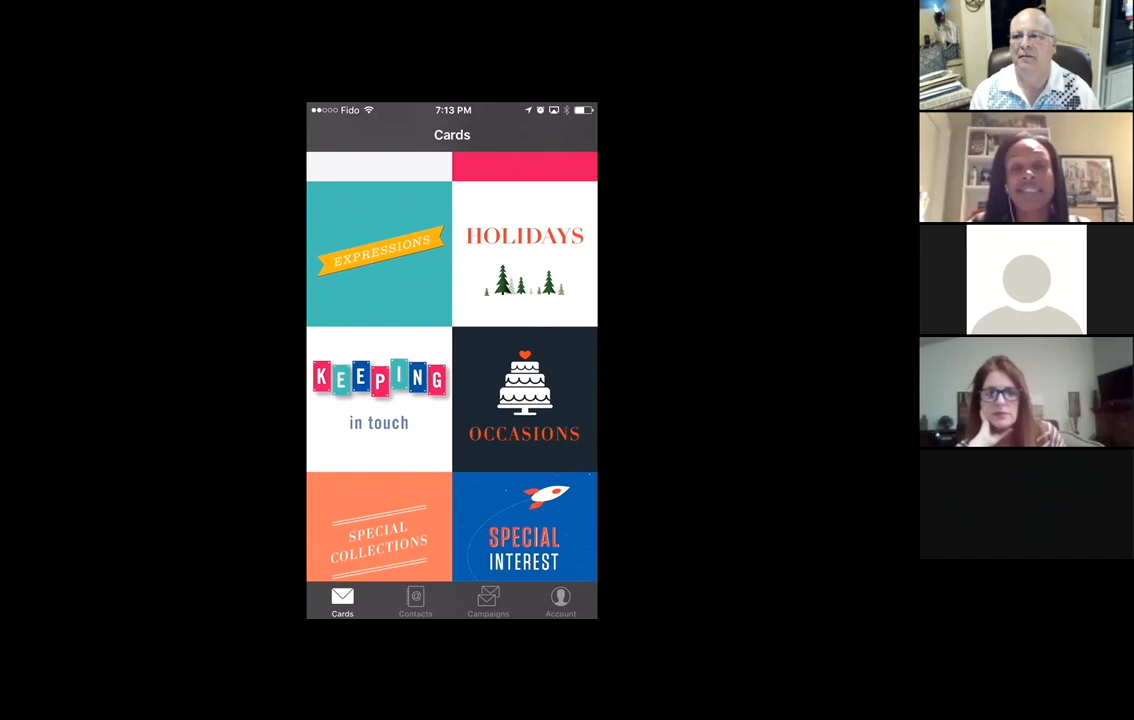 Fido 7:13 PM
Cards
EXPRESSIONS
HOLIDAYS
KEEPING
in touch
OCCASIONS
SPECIAL
COLLECTIONS
SPECIAL
INTEREST
Cards Contacts Campaigns Account